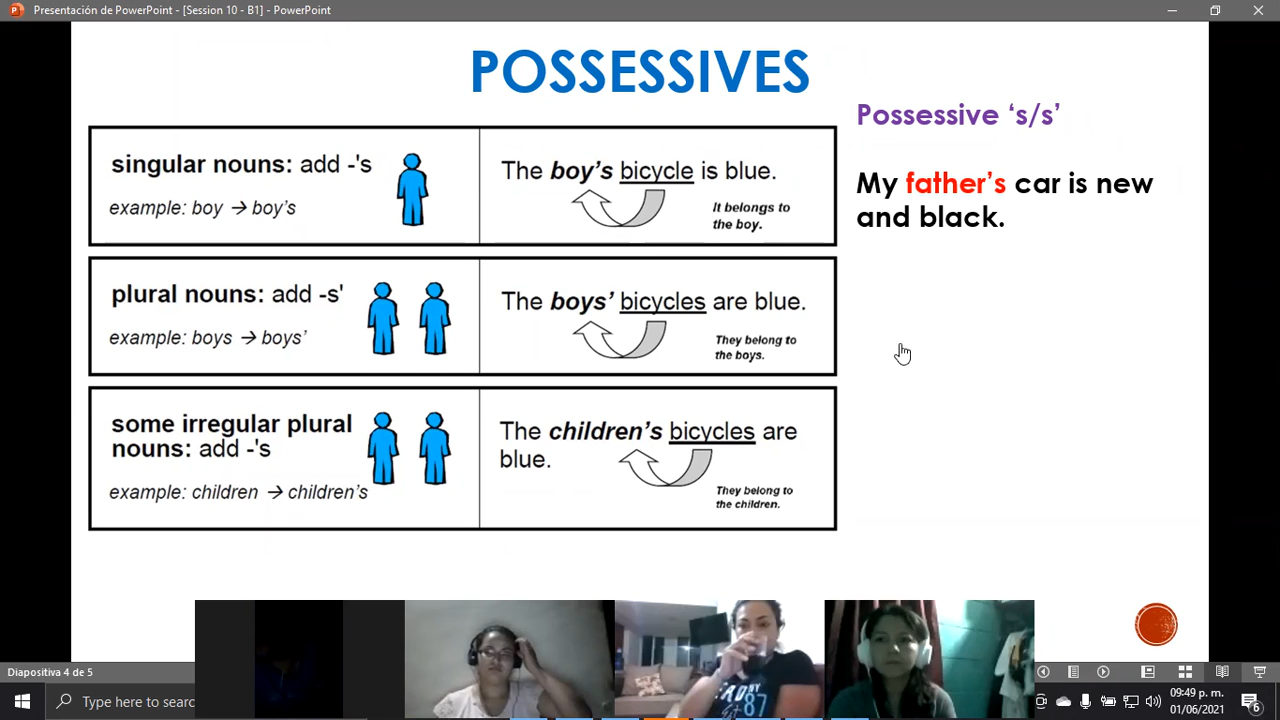 Presentación de PowerPoint - [Session 10 - B1] - PowerPoint
POSSESSIVES
Possessive ‘s/s’
My father’s car is new
and black.
singular nouns: add -'s
example: boy → boy’s
The boy’s bicycle is blue.
It belongs to
the boy.
plural nouns: add -s'
example: boys → boys’
The boys’ bicycles are blue.
They belong to
the boys.
some irregular plural
nouns: add -'s
example: children → children’s
The children’s bicycles are
blue.
They belong to
the children.
87
Diapositiva 4 de 5
Type here to searc
09:49 p. m.
01/06/2021
6